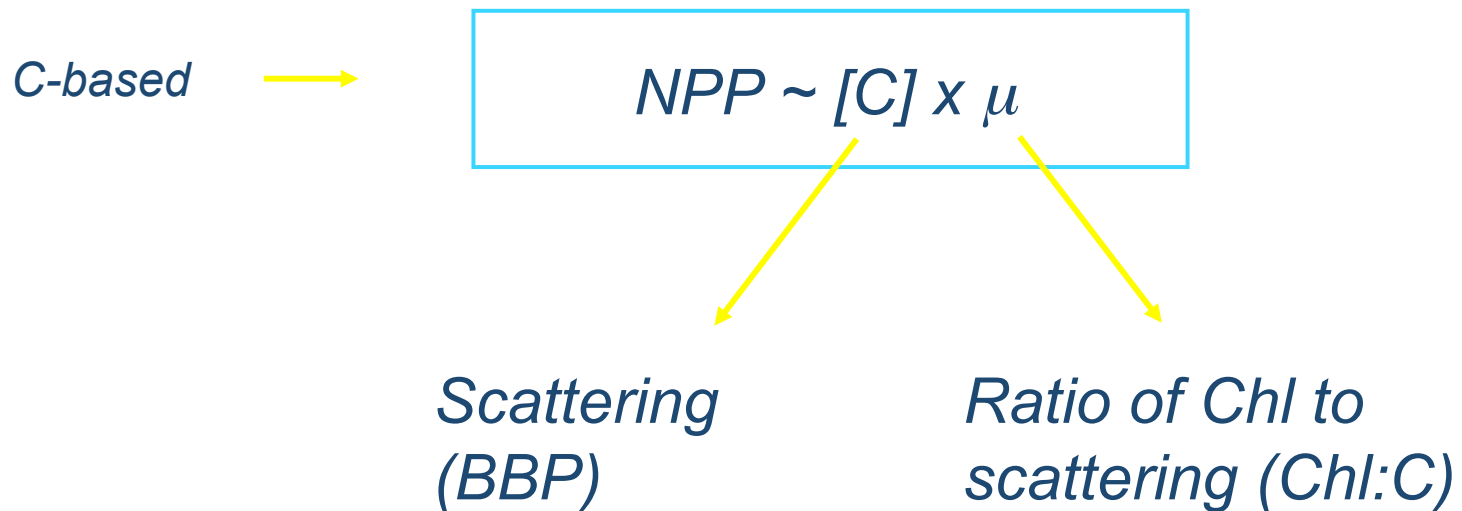 C-based
NPP ~ [C] x μ
Scattering
(BBP)
Ratio of Chl to
scattering (Chl:C)